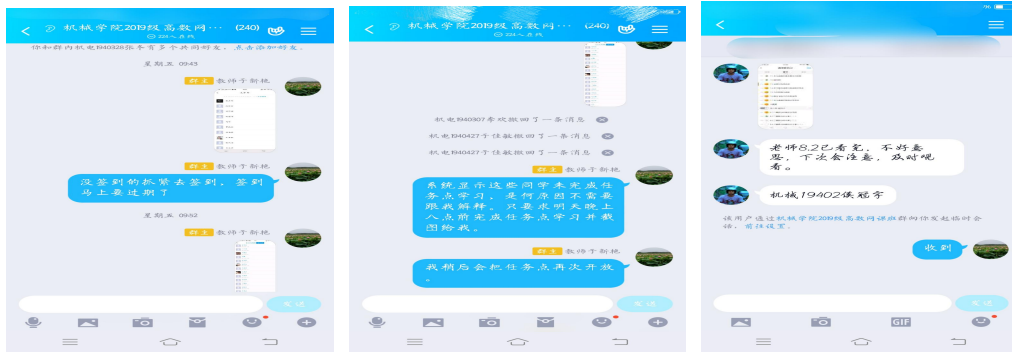 机械学院2019级高数网… (240)
224人在线
你和群内机电1940328张本有多个共同好友，点击添加好友.
星期五 09:43
群主 教师于新艳
没签到的抓紧去签到，签到
马上要过期了
星期五 09:52
群主 教师于新艳
发送
机械学院2019级高数网… (240)
224人在线
机电1940307季欢撤回了一条消息
机电1940427于佳敏撤回了一条消息
机电1940427于佳敏撤回了一条消息
群主 教师于新艳
系统显示这些同学未完成任
务点学习，是何原因不需要
跟我解释。只要求明天晚上
八点前完成任务点学习并截
图给我。
群主 教师于新艳
我稍后会把任务点再次开放
。
发送
老师8.2已看完，不好意
思，下次会注意，及时观
看。
机械19402侯冠宇
该用户通过机械学院2019级高数网课班群向你发起临时会
话，前往设置.
收到
发送
GIF